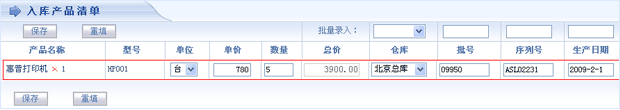 入库产品清单
保存 重填 批量录入：
产品名称 型号 单位 单价 数量 总价 仓库 批号 序列号 生产日期
惠普打印机 × 1 KF001 台 780 5 3900.00 北京总库 09950 ASL02231 2009-2-1
保存 重填